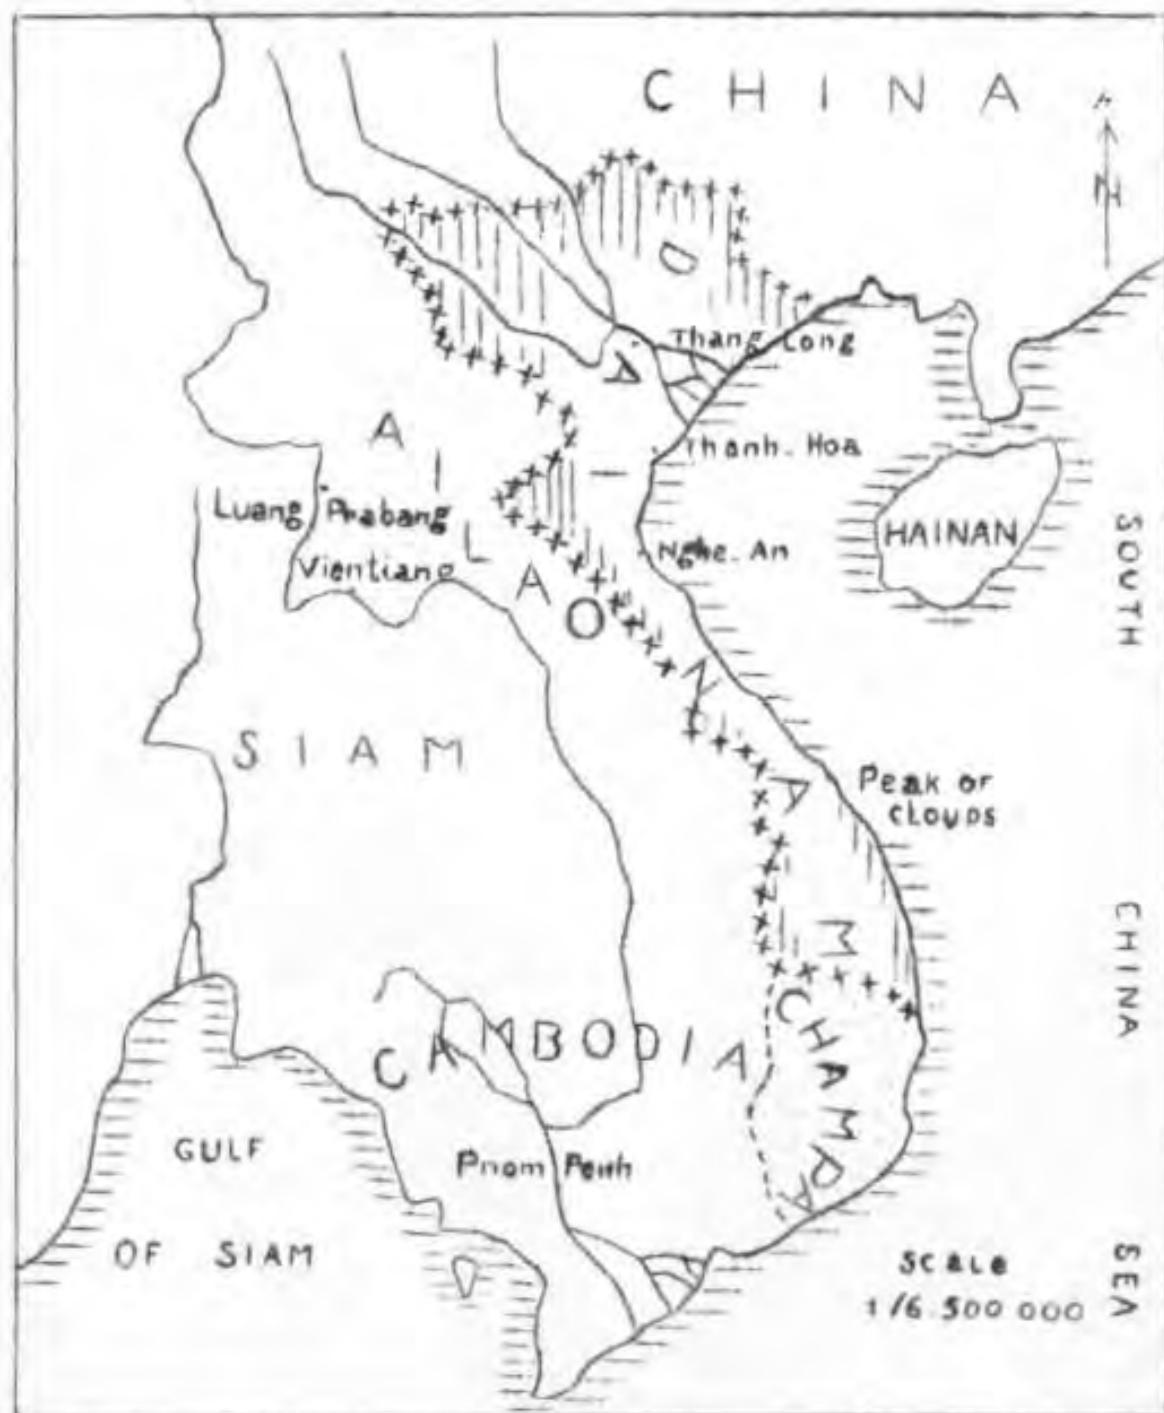 CHINA
N
ĐẠI
Thang Long
Thanh-Hoa
AI LAO
Luang Prabang
Vientiane
Nghe-An
HAINAN
NAM
SIAM
Peak of
CLOUDS
CAMBODIA
CHAMPA
Pnom Penh
GULF
OF SIAM
SCALE
1/6.500 000
SOUTH
CHINA
SEA